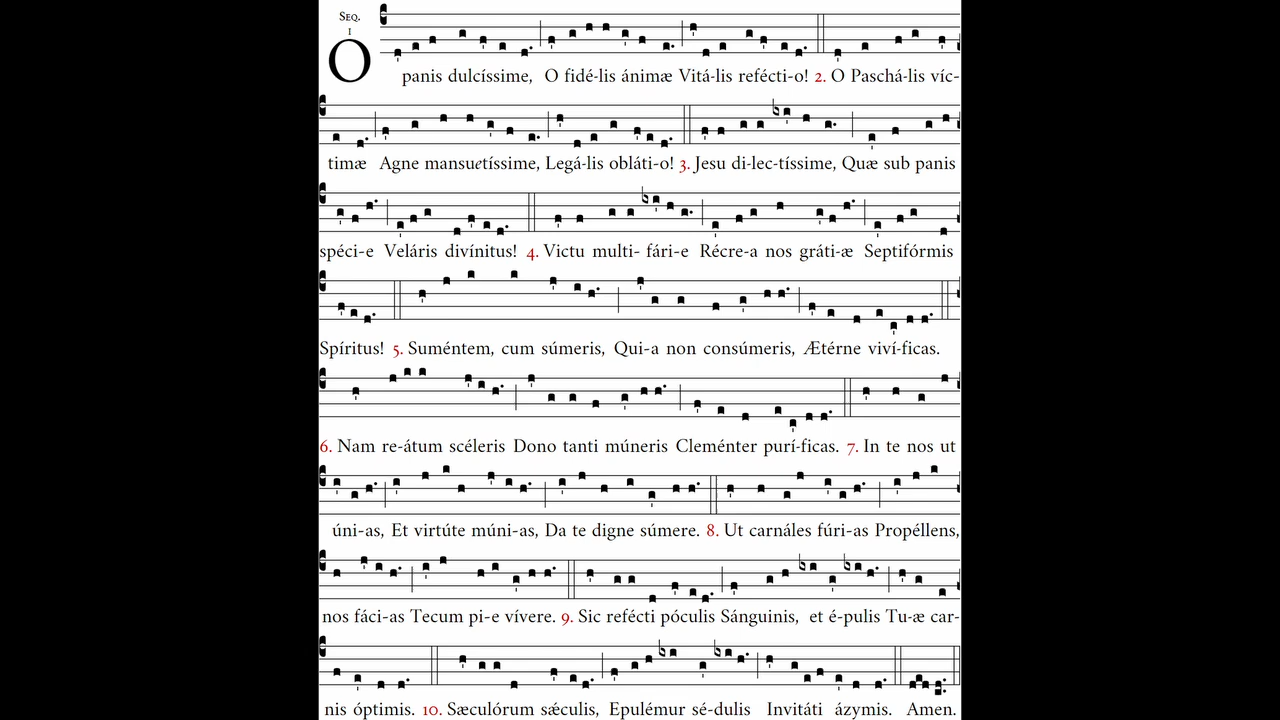 SEQ.
I
O panis dulcíssime, O fidé-lis ánimæ Vitá-lis refécti-o! 2. O Paschá-lis víc-
timæ Agne mansuetíssime, Legá-lis obláti-o! 3. Jesu di-lec-tíssime, Quæ sub panis
spéci-e Veláris divínitus! 4. Victu multi- fári-e Récre-a nos gráti-æ Septifórmis
Spíritus! 5. Suméntem, cum súmeris, Qui-a non consúmeris, Ætérne viví-ficas.
6. Nam re-átum scéleris Dono tanti múneris Cleménter purí-ficas. 7. In te nos ut
úni-as, Et virtúte múni-as, Da te digne súmere. 8. Ut carnáles fúri-as Propéllens,
nos fáci-as Tecum pi-e vívere. 9. Sic refécti póculis Sánguinis, et é-pulis Tu-æ car-
nis óptimis. 10. Sæculórum sǽculis, Epulémur sé-dulis Invitáti ázymis. Amen.